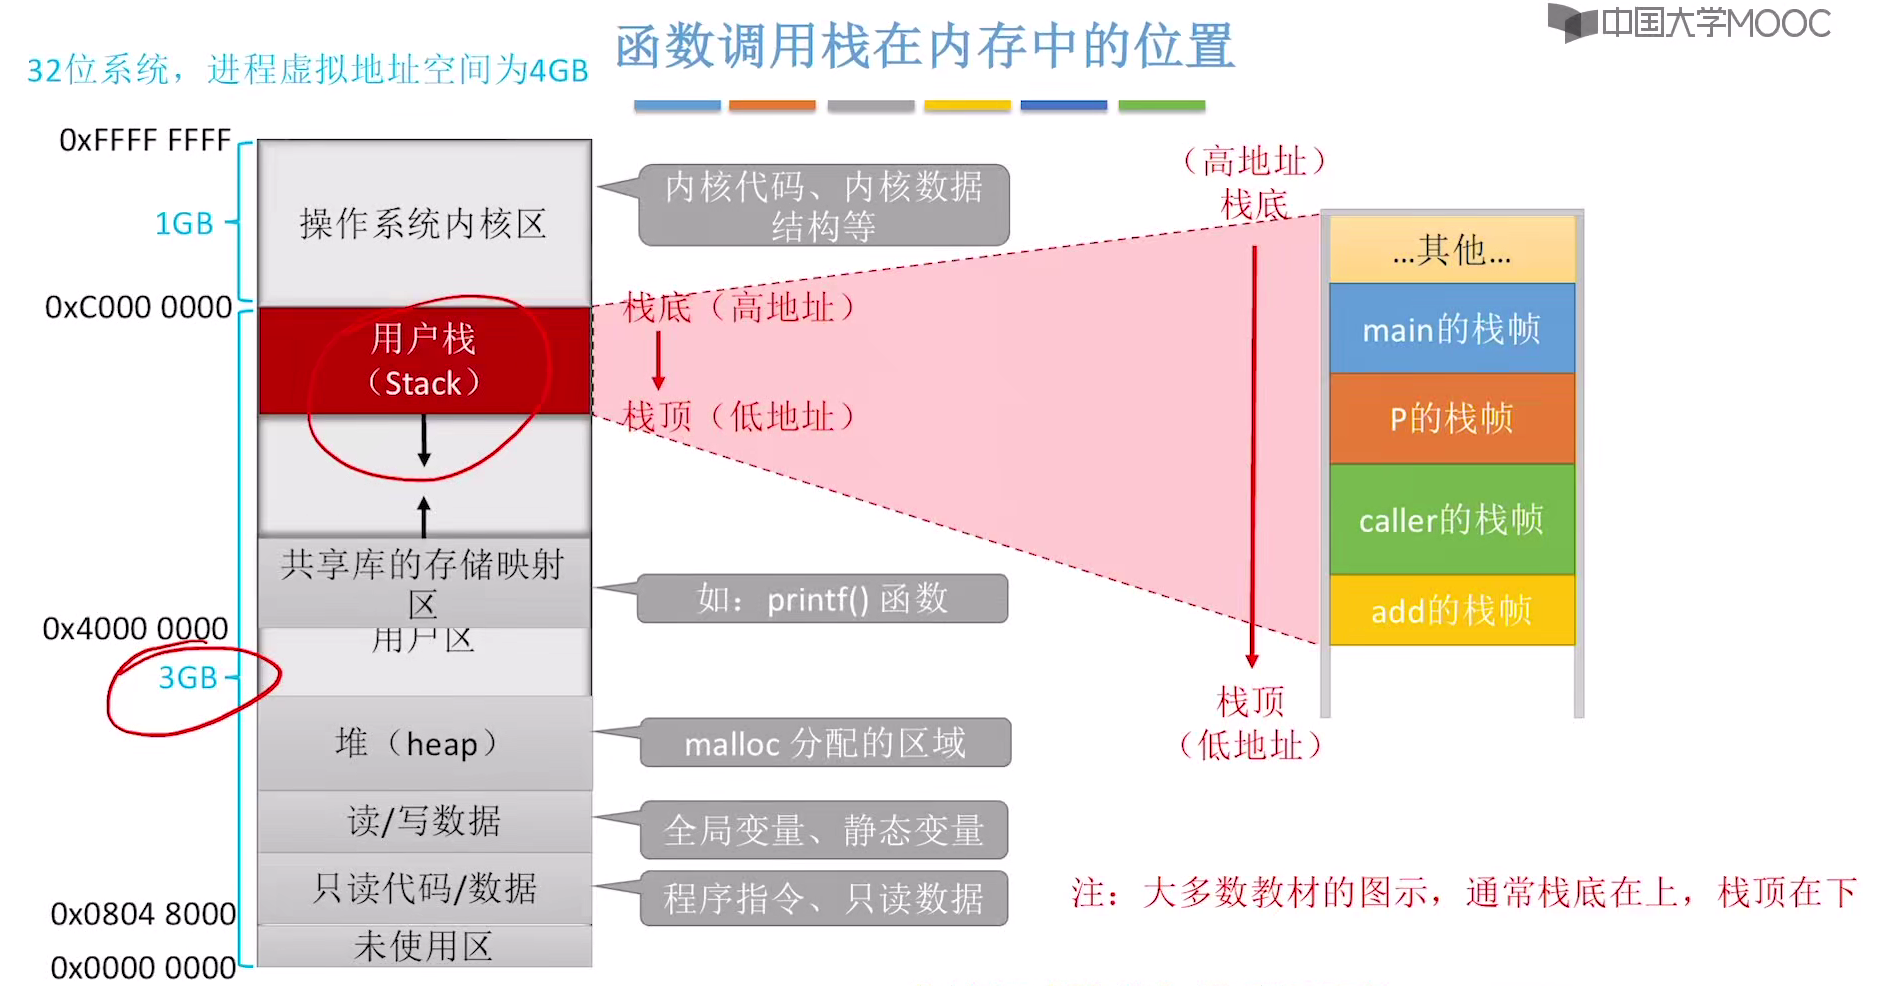 函数调用栈在内存中的位置
中国大学MOOC
32位系统，进程虚拟地址空间为4GB
0xFFFF FFFF
1GB
0xC000 0000
0x4000 0000
3GB
0x0804 8000
0x0000 0000
操作系统内核区
用户栈
（Stack）
共享库的存储映射
区
用户区
堆（heap）
读/写数据
只读代码/数据
未使用区
内核代码、内核数据
结构等
栈底（高地址）
栈顶（低地址）
如：printf() 函数
malloc 分配的区域
全局变量、静态变量
程序指令、只读数据
（高地址）
栈底
栈顶
（低地址）
...其他...
main的栈帧
P的栈帧
caller的栈帧
add的栈帧
注：大多数教材的图示，通常栈底在上，栈顶在下